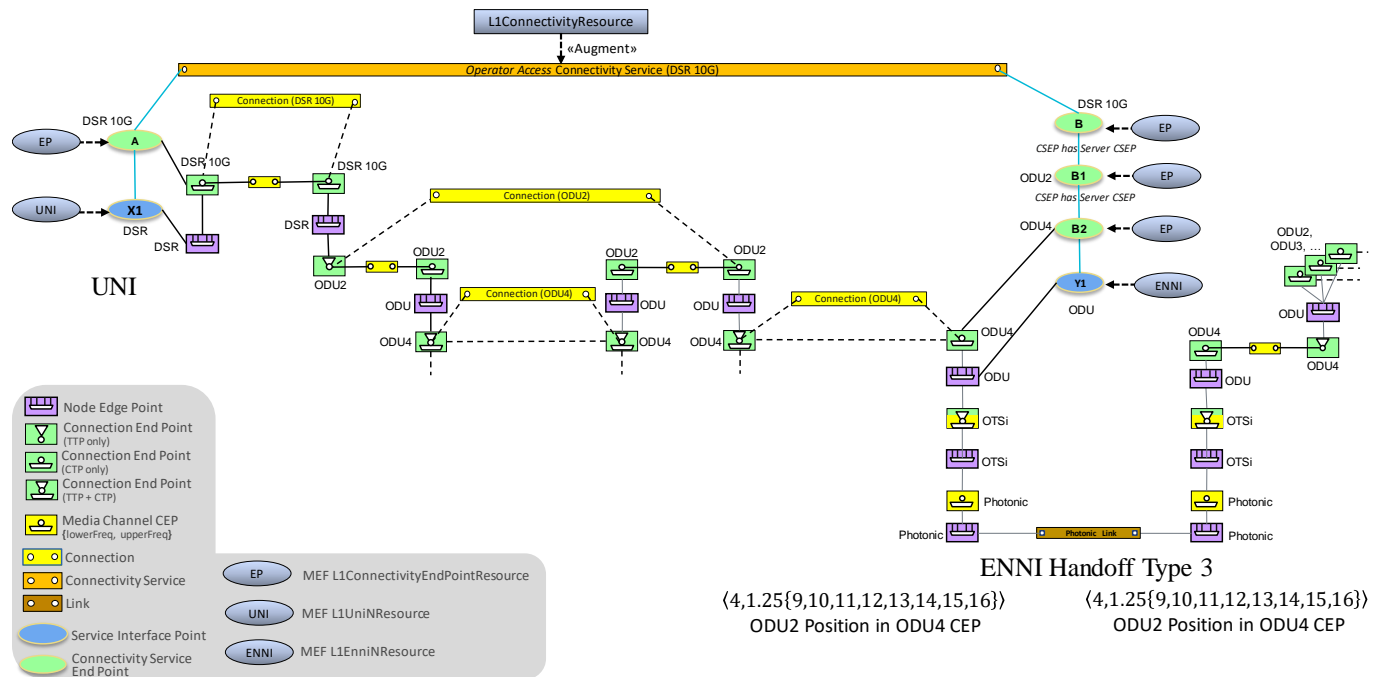 L1ConnectivityResource
«Augment»
Operator Access Connectivity Service (DSR 10G)
Connection (DSR 10G)
DSR 10G
EP
A
DSR 10G
DSR 10G
UNI
X1
DSR
DSR
DSR
UNI
ODU2
Connection (ODU2)
ODU2
ODU
ODU4
Connection (ODU4)
ODU2
ODU
ODU4
ODU2
ODU
ODU4
Connection (ODU4)
DSR 10G
B
EP
CSEP has Server CSEP
ODU2
B1
EP
CSEP has Server CSEP
ODU4
B2
EP
Y1
ENNI
ODU
ODU2,
ODU3, ...
ODU
ODU4
ODU4
ODU4
ODU
ODU
OTSi
OTSi
OTSi
OTSi
Photonic
Photonic
Photonic
Photonic Link
Photonic
ENNI Handoff Type 3
⟨4,1.25{9,10,11,12,13,14,15,16}⟩
ODU2 Position in ODU4 CEP
⟨4,1.25{9,10,11,12,13,14,15,16}⟩
ODU2 Position in ODU4 CEP
Node Edge Point
Connection End Point
(TTP only)
Connection End Point
(CTP only)
Connection End Point
(TTP + CTP)
Media Channel CEP
{lowerFreq, upperFreq}
Connection
Connectivity Service
Link
Service Interface Point
Connectivity Service
End Point
EP
MEF L1ConnectivityEndPointResource
UNI
MEF L1UniNResource
ENNI
MEF L1EnniNResource